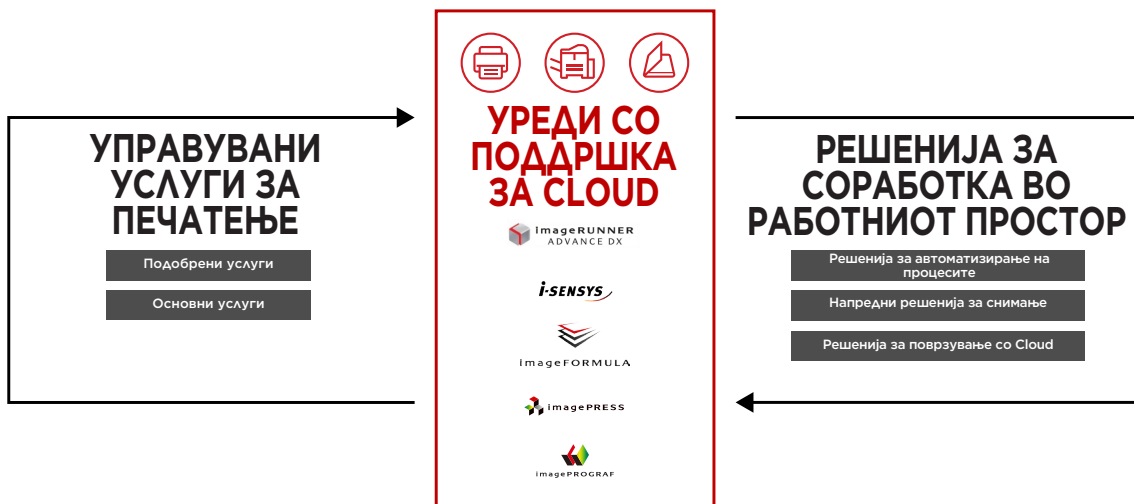 УПРАВУВАНИ
УСЛУГИ ЗА
ПЕЧАТЕЊЕ
Подобрени услуги
Основни услуги
УРЕДИ СО
ПОДДРШКА
ЗА CLOUD
imageRUNNER
ADVANCE DX
i-SENSYS
imageFORMULA
imagePRESS
imagePROGRAF
РЕШЕНИЈА ЗА
СОРАБОТКА ВО
РАБОТНИОТ ПРОСТОР
Решенија за автоматизирање на
процесите
Напредни решенија за снимање
Решенија за поврзување со Cloud